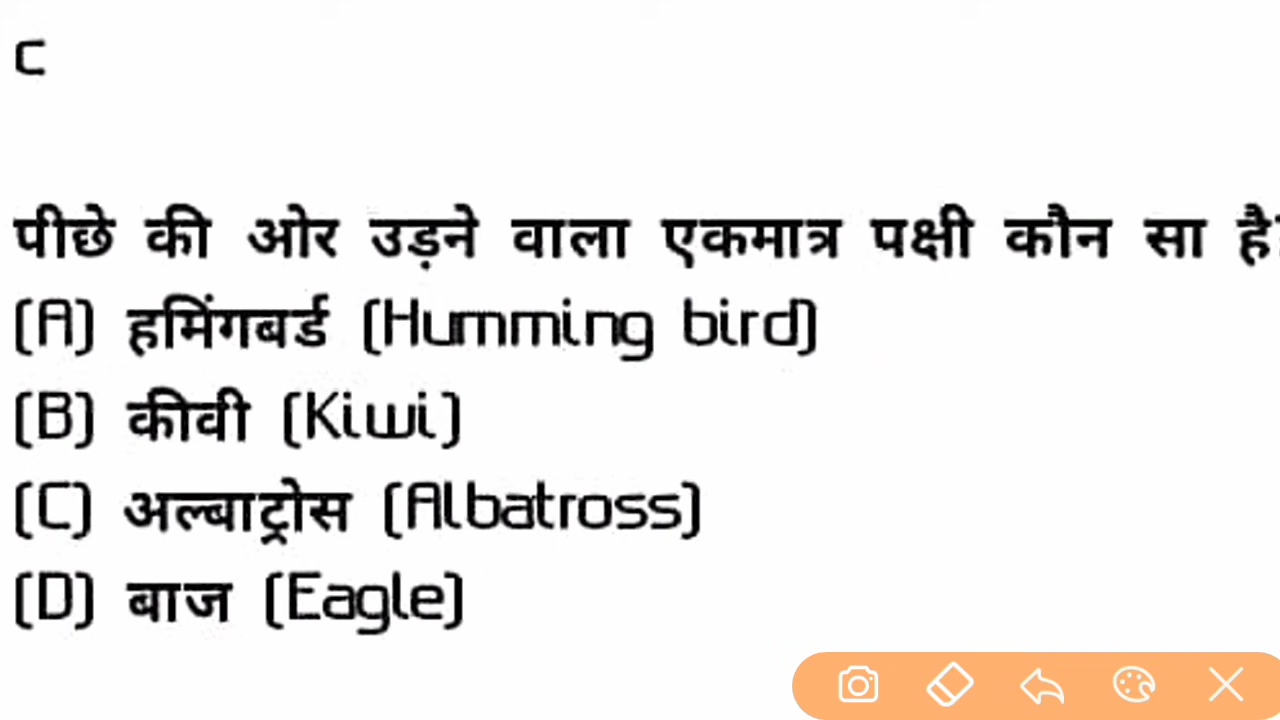 C
पीछे की ओर उड़ने वाला एकमात्र पक्षी कौन सा है?
(A) हमिंगबर्ड (Humming bird)
(B) कीवी (Kiwi)
(C) अल्बाट्रोस (Albatross)
(D) बाज (Eagle)